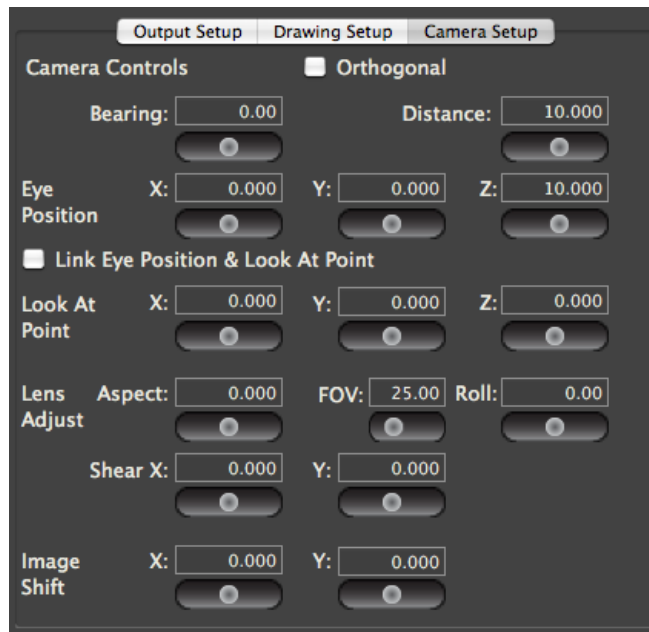 Output Setup Drawing Setup Camera Setup
Camera Controls Orthogonal
Bearing: 0.00 Distance: 10.000
Eye Position X: 0.000 Y: 0.000 Z: 10.000
Link Eye Position & Look At Point
Look At Point X: 0.000 Y: 0.000 Z: 0.000
Lens Adjust Aspect: 0.000 FOV: 25.00 Roll: 0.00
Shear X: 0.000 Y: 0.000
Image Shift X: 0.000 Y: 0.000